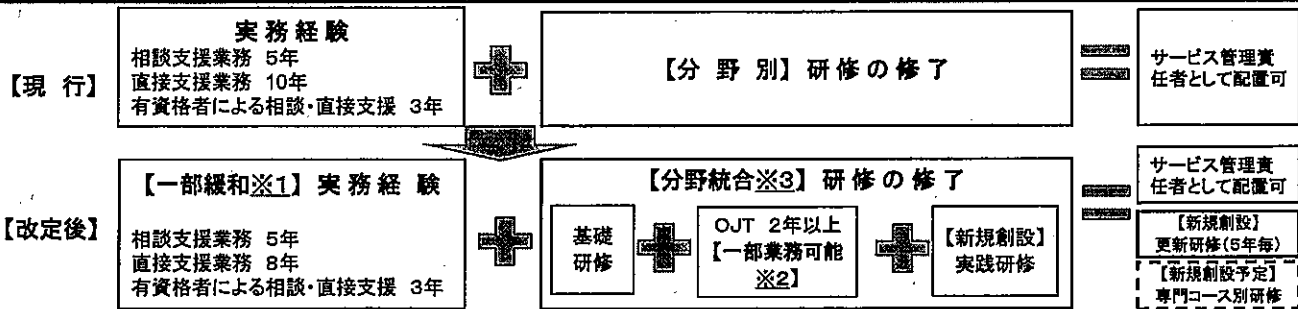 【現 行】
実務経験
相談支援業務 5年
直接支援業務 10年
有資格者による相談・直接支援 3年
【分 野 別】研修の修了
サービス管理責
任者として配置可
【改定後】
【一部緩和※1】実務経 験
相談支援業務 5年
直接支援業務 8年
有資格者による相談・直接支援 3年
【分野統合※3】研修の修了
基礎
研修
OJT 2年以上
【一部業務可能
※2】
【新規創設】
実践研修
サービス管理責
任者として配置可
【新規創設】
更新研修(5年毎)
【新規創設予定】
専門コース別研修